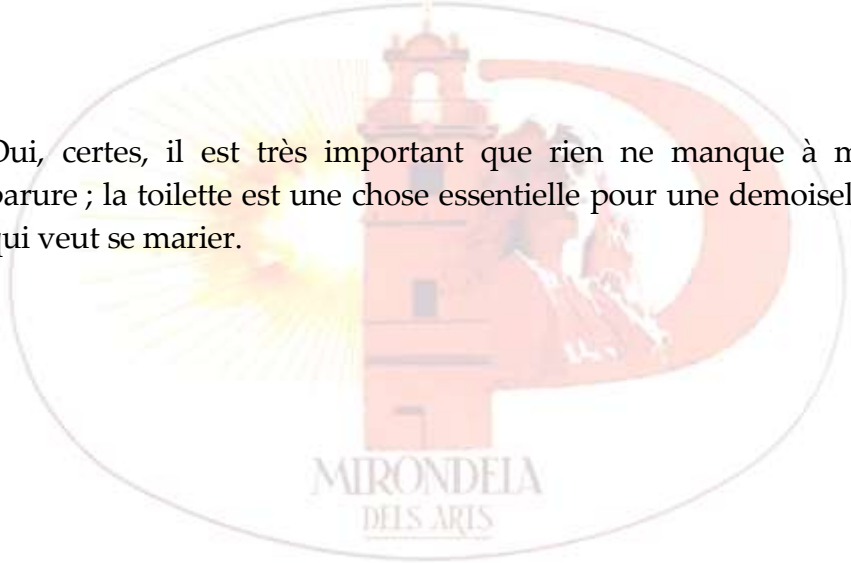 Oui, certes, il est très important que rien ne manque à m
parure ; la toilette est une chose essentielle pour une demoisel
qui veut se marier.
MIRONDELA
DELS ARTS